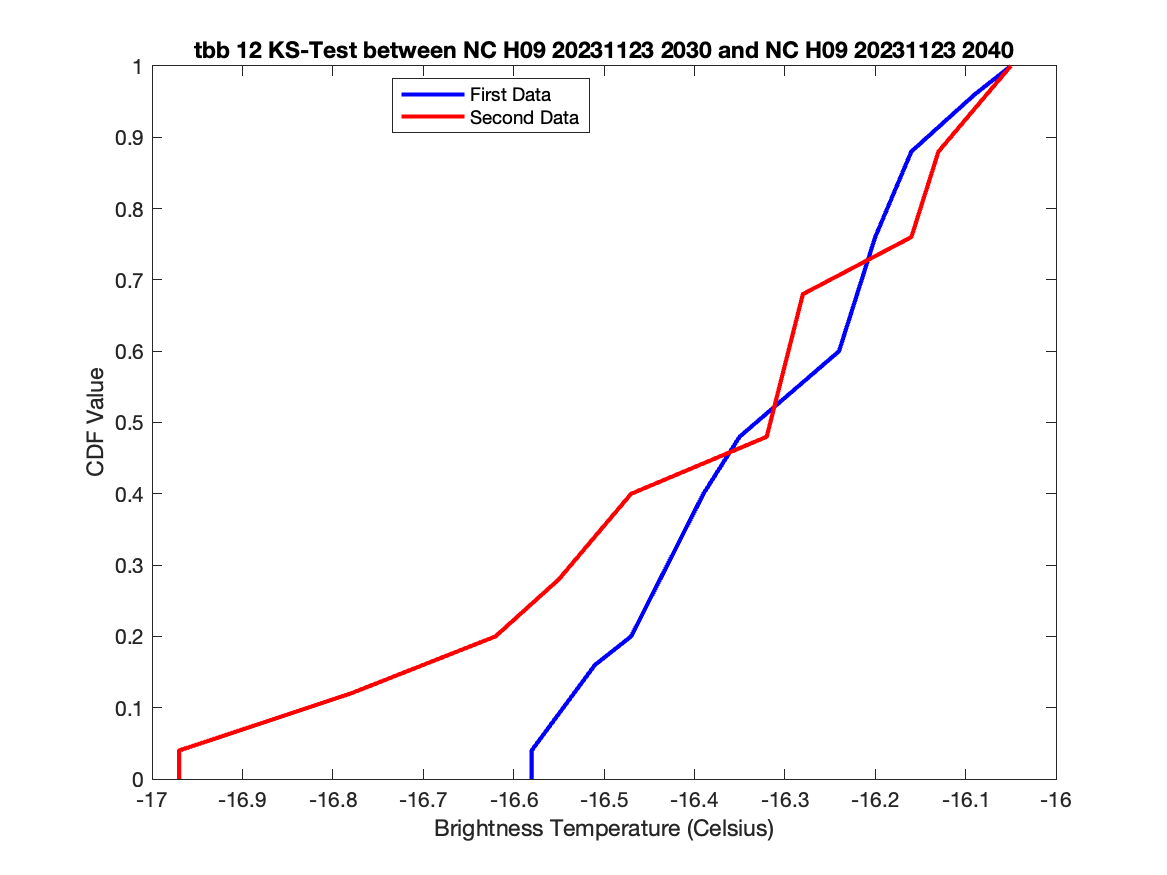 tbb 12 KS-Test between NC H09 20231123 2030 and NC H09 20231123 2040
First Data
Second Data
1
0.9
0.8
0.7
0.6
0.5
0.4
0.3
0.2
0.1
0
CDF Value
-17 -16.9 -16.8 -16.7 -16.6 -16.5 -16.4 -16.3 -16.2 -16.1 -16
Brightness Temperature (Celsius)